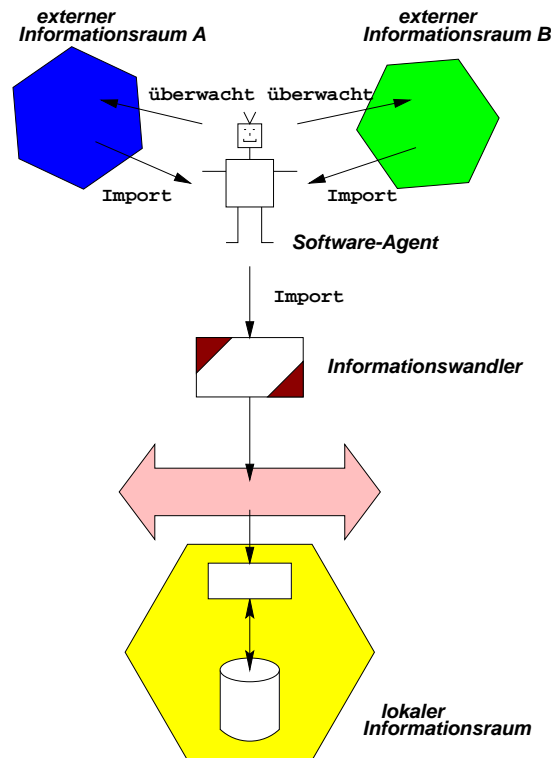 externer
Informationsraum A
externer
Informationsraum B
überwacht überwacht
Import
Import
Software-Agent
Import
Informationswandler
lokaler
Informationsraum